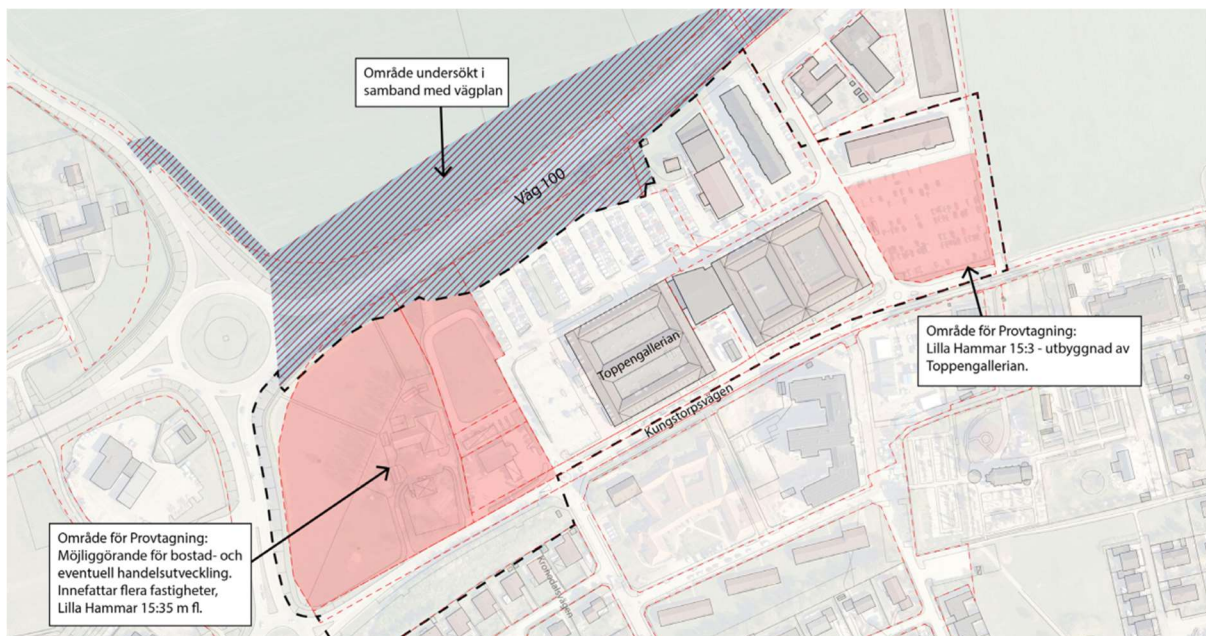 Område undersökt i
samband med vägplan
Väg 100
Toppengallerian
Kungstorpsvägen
Område för Provtagning:
Lilla Hammar 15:3 - utbyggnad av
Toppengallerian.
Område för Provtagning:
Möjliggörande för bostad- och
eventuell handelsutveckling.
Innefattar flera fastigheter,
Lilla Hammar 15:35 m fl.